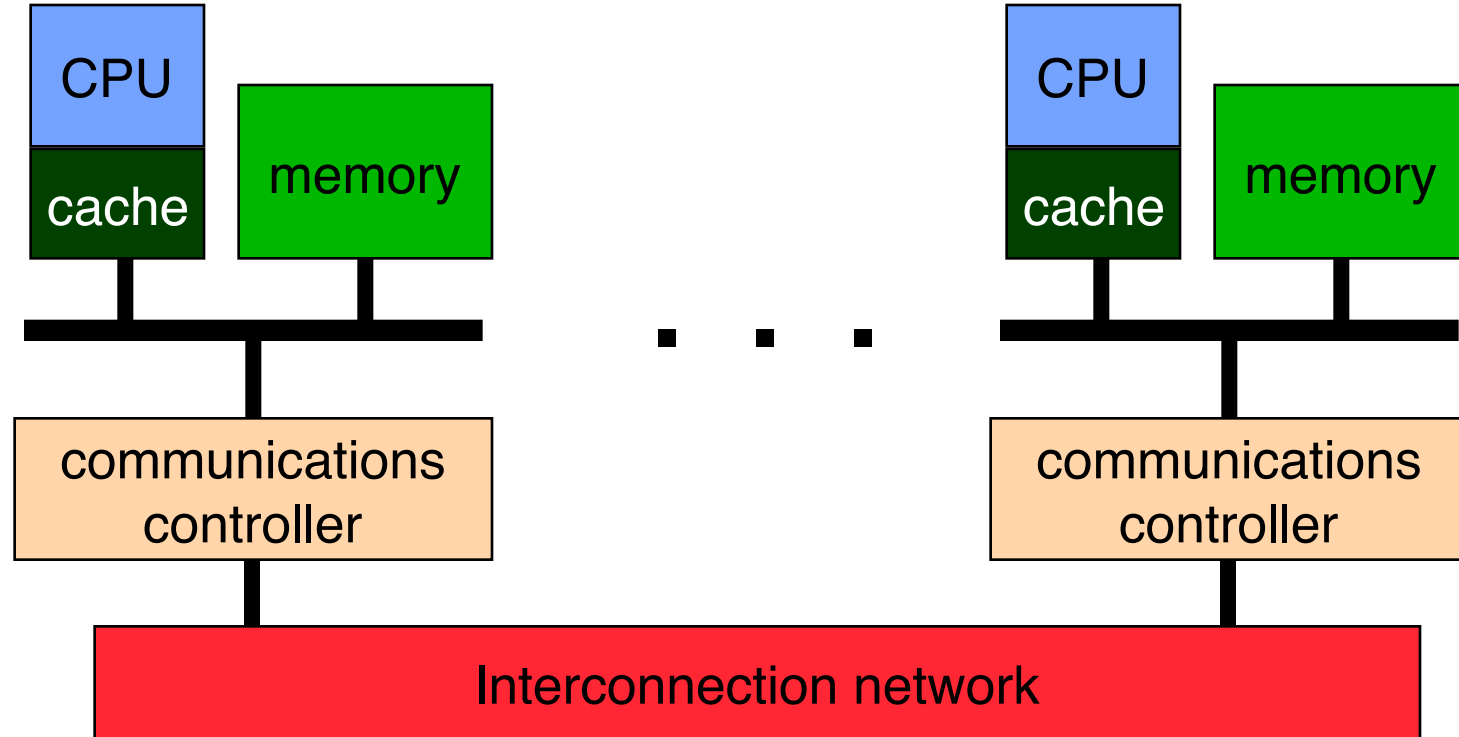 CPU
cache
memory
CPU
cache
memory
. . .
communications
controller
communications
controller
Interconnection network